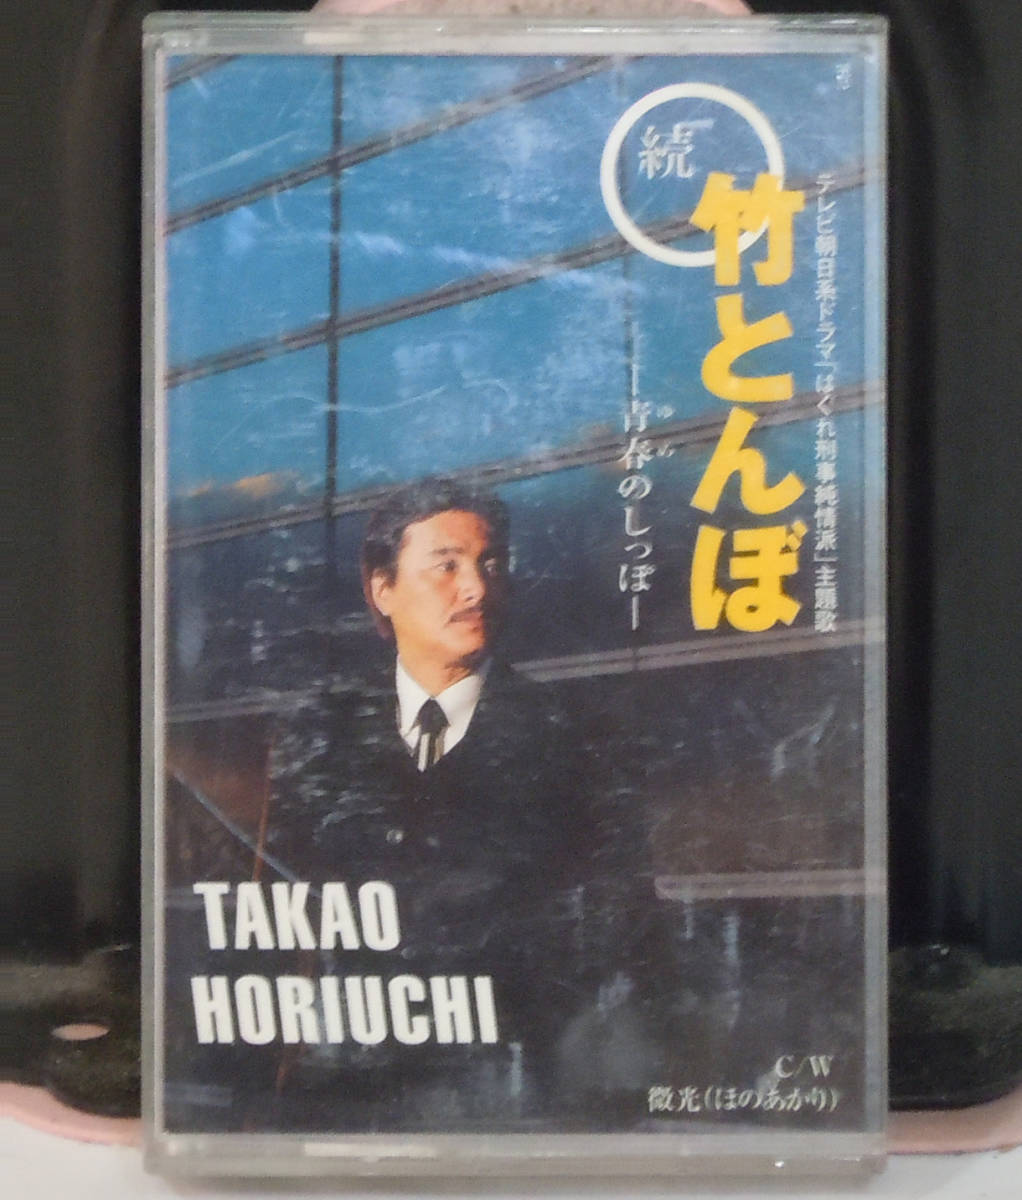 テレビ朝日系ドラマ「はぐれ刑事純情派」主題歌
続
竹とんぼ
―青春のしっぽ―
ゆめ
TAKAO
HORIUCHI
C/W
微光(ほのあかり)